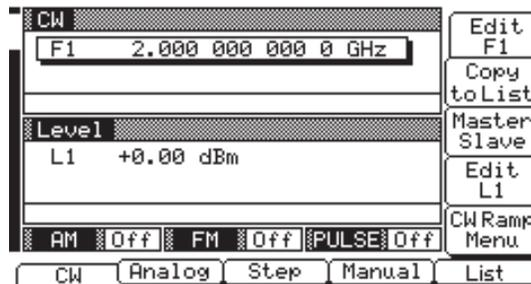 CW
F1 2.000 000 000 0 GHz
Level
L1 +0.00 dBm
AM Off FM Off PULSE Off
Edit
F1
Copy
to List
Master
Slave
Edit
L1
CW Ramp
Menu
CW Analog Step Manual List